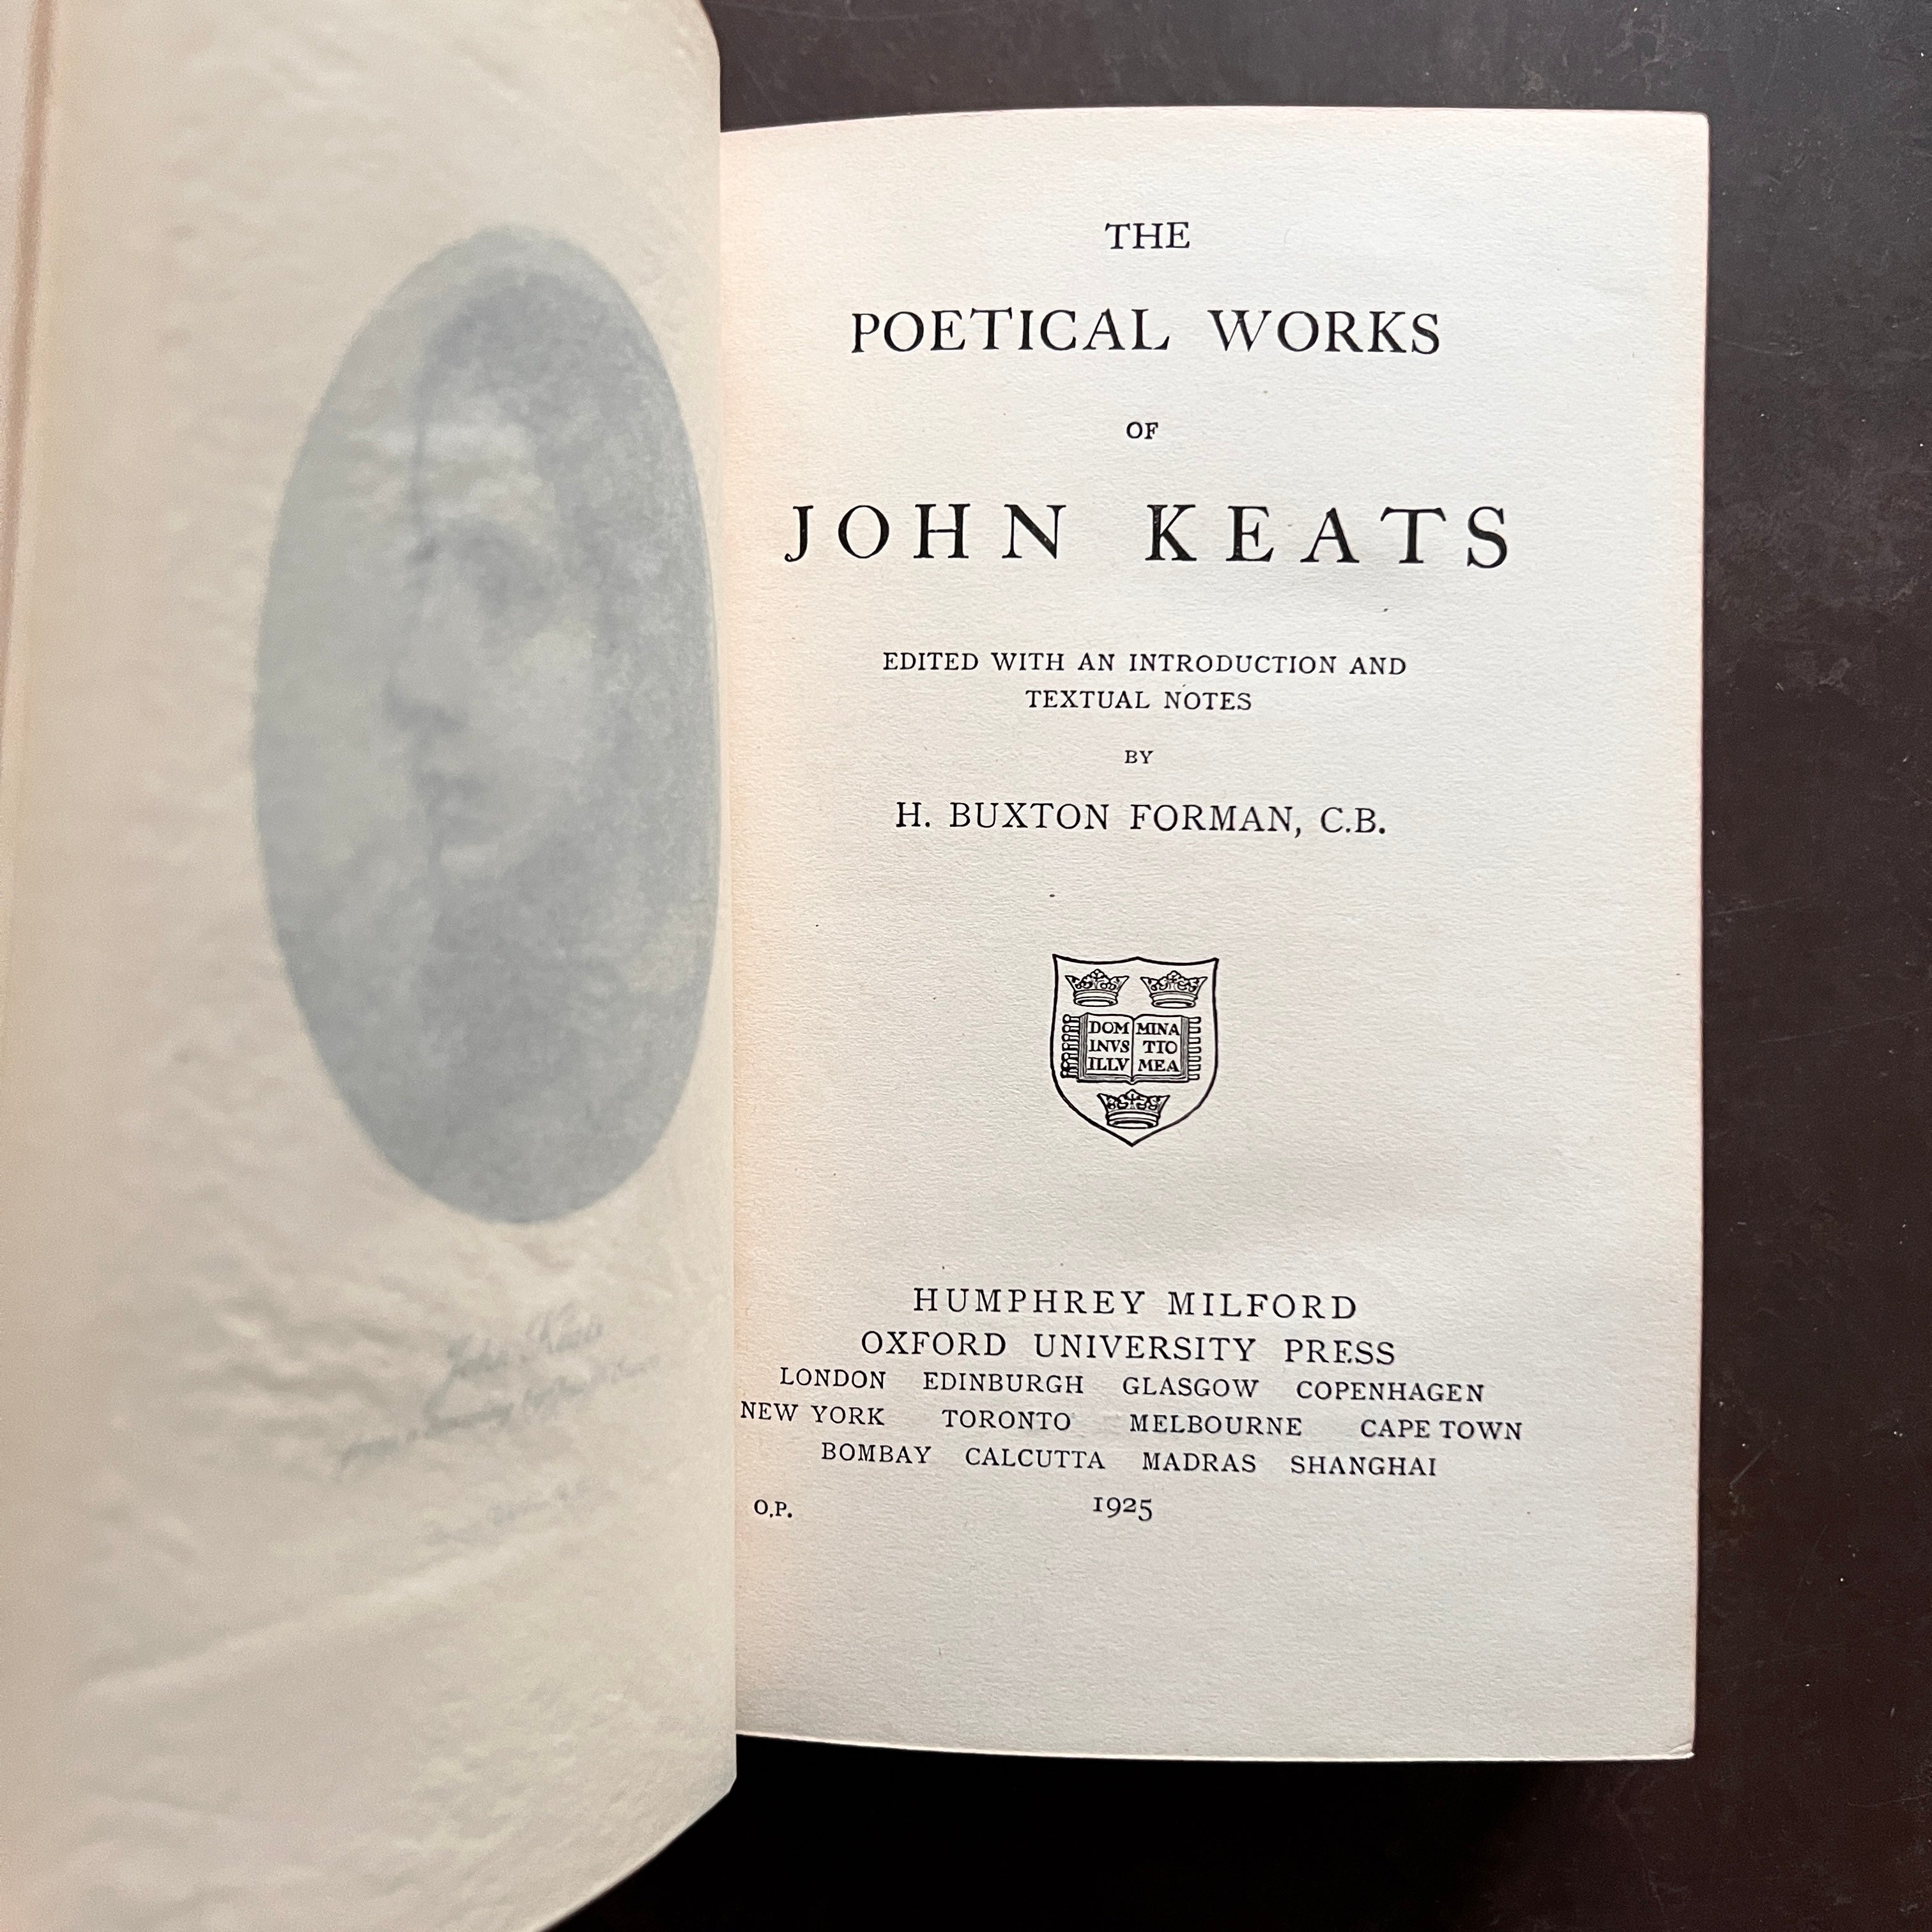 John Keats
THE
POETICAL WORKS
OF
JOHN KEATS
EDITED WITH AN INTRODUCTION AND
TEXTUAL NOTES
BY
H. BUXTON FORMAN, C.B.
DOM MINA
INVS TIO
ILLV MEA
HUMPHREY MILFORD
OXFORD UNIVERSITY PRESS
LONDON EDINBURGH GLASGOW COPENHAGEN
NEW YORK TORONTO MELBOURNE CAPE TOWN
BOMBAY CALCUTTA MADRAS SHANGHAI
O.P. 1925